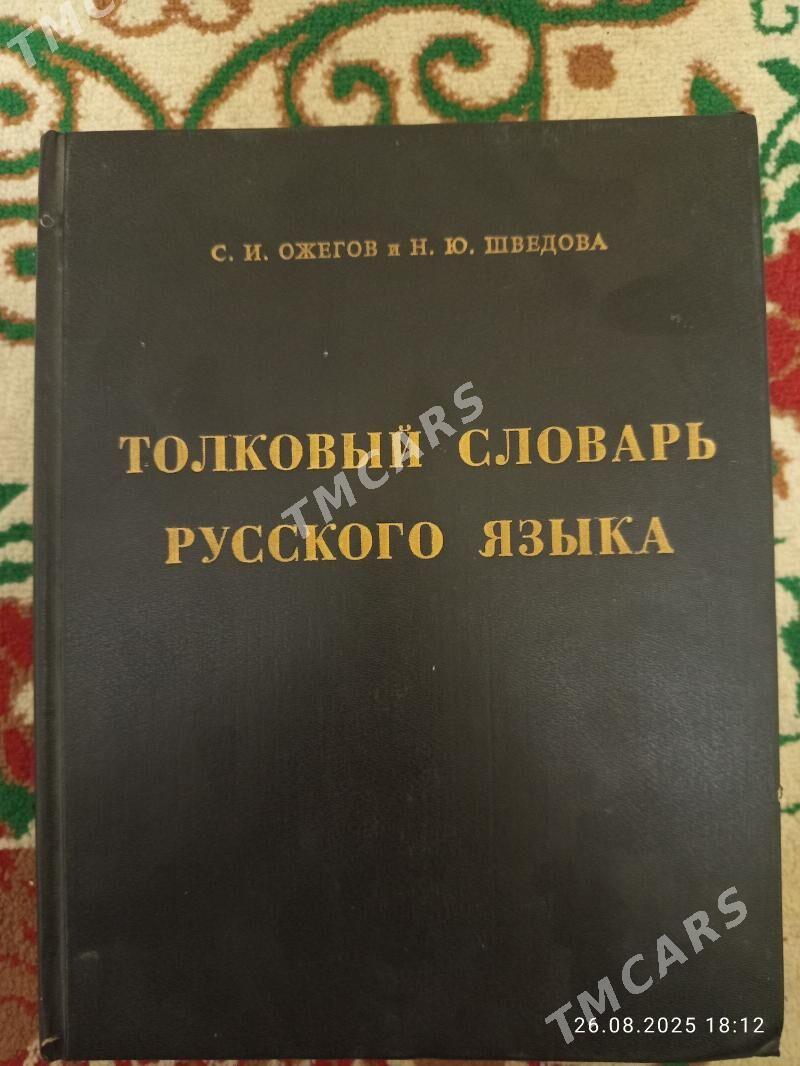 TMCARS
С. И. ОЖЕГОВ и Н. Ю. ШВЕДОВА
ТОЛКОВЫЙ СЛОВАРЬ
TMCARS
РУССКОГО ЯЗЫКА
TMCARS
26.08.2025 18:12